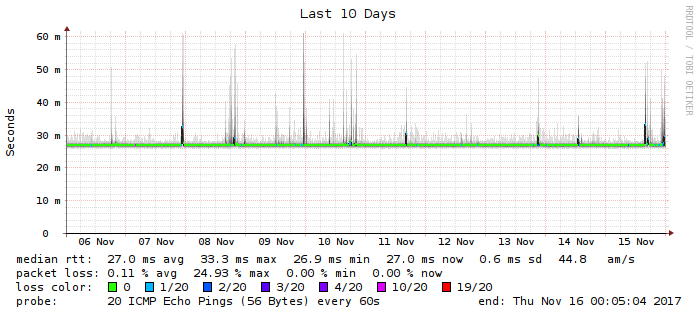 Last 10 Days
RRDTOOL / TOBI OETIKER
Seconds
60 m
50 m
40 m
30 m
20 m
10 m
0
06 Nov 07 Nov 08 Nov 09 Nov 10 Nov 11 Nov 12 Nov 13 Nov 14 Nov 15 Nov
median rtt: 27.0 ms avg 33.3 ms max 26.9 ms min 27.0 ms now 0.6 ms sd 44.8 am/s
packet loss: 0.11 % avg 24.93 % max 0.00 % min 0.00 % now
loss color: 0 1/20 2/20 3/20 4/20 10/20 19/20
probe: 20 ICMP Echo Pings (56 Bytes) every 60s end: Thu Nov 16 00:05:04 2017